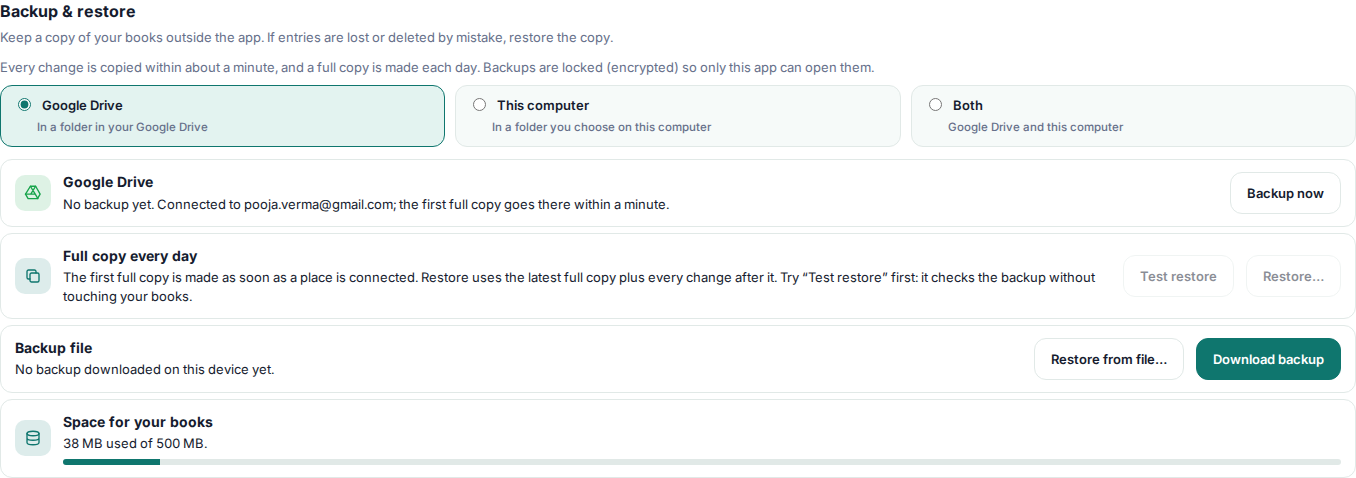 Backup & restore
Keep a copy of your books outside the app. If entries are lost or deleted by mistake, restore the copy.
Every change is copied within about a minute, and a full copy is made each day. Backups are locked (encrypted) so only this app can open them.
Google Drive
In a folder in your Google Drive
This computer
In a folder you choose on this computer
Both
Google Drive and this computer
Google Drive
No backup yet. Connected to pooja.verma@gmail.com; the first full copy goes there within a minute.
Backup now
Full copy every day
The first full copy is made as soon as a place is connected. Restore uses the latest full copy plus every change after it. Try “Test restore” first: it checks the backup without
touching your books.
Test restore
Restore...
Backup file
No backup downloaded on this device yet.
Restore from file...
Download backup
Space for your books
38 MB used of 500 MB.